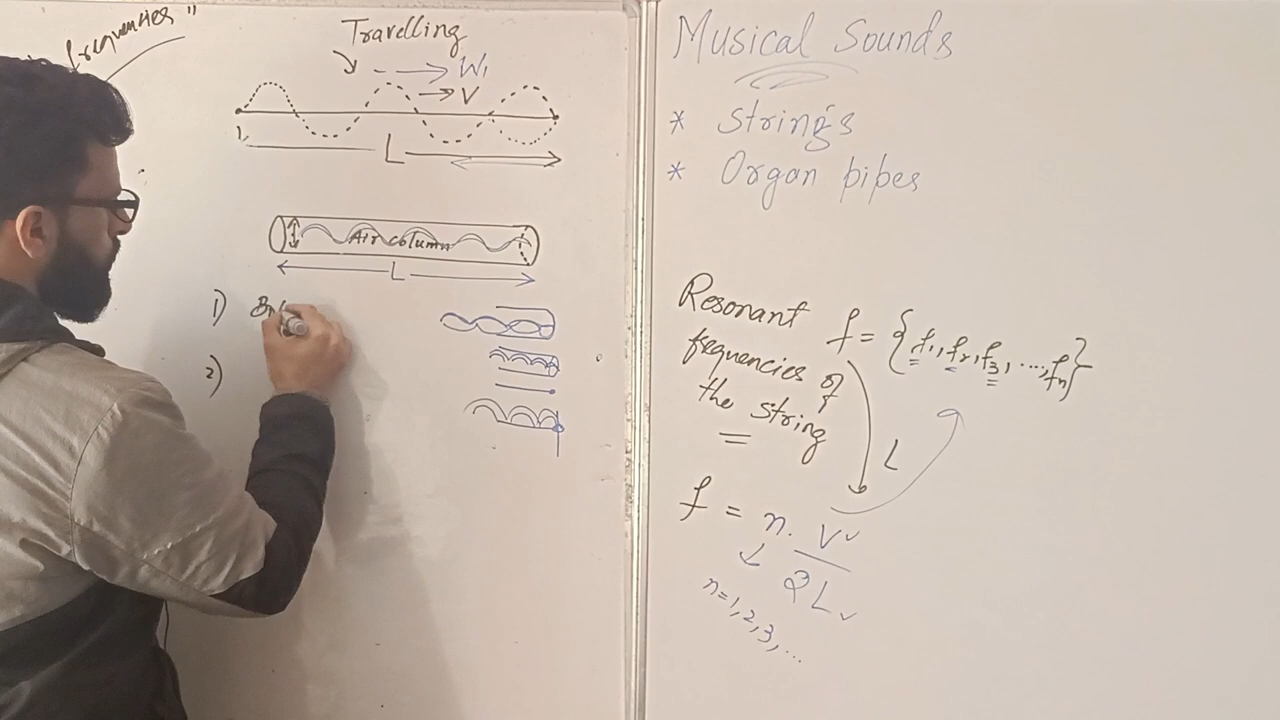 frequencies"
Travelling
W₁
V
L
Air column
L
1)
2)
Musical Sounds
* Strings
* Organ pipes
Resonant
frequencies of
the string
f = {f₁, f₂, f₃, ...., fₙ}
L
f = n. V
2L
n=1,2,3,...